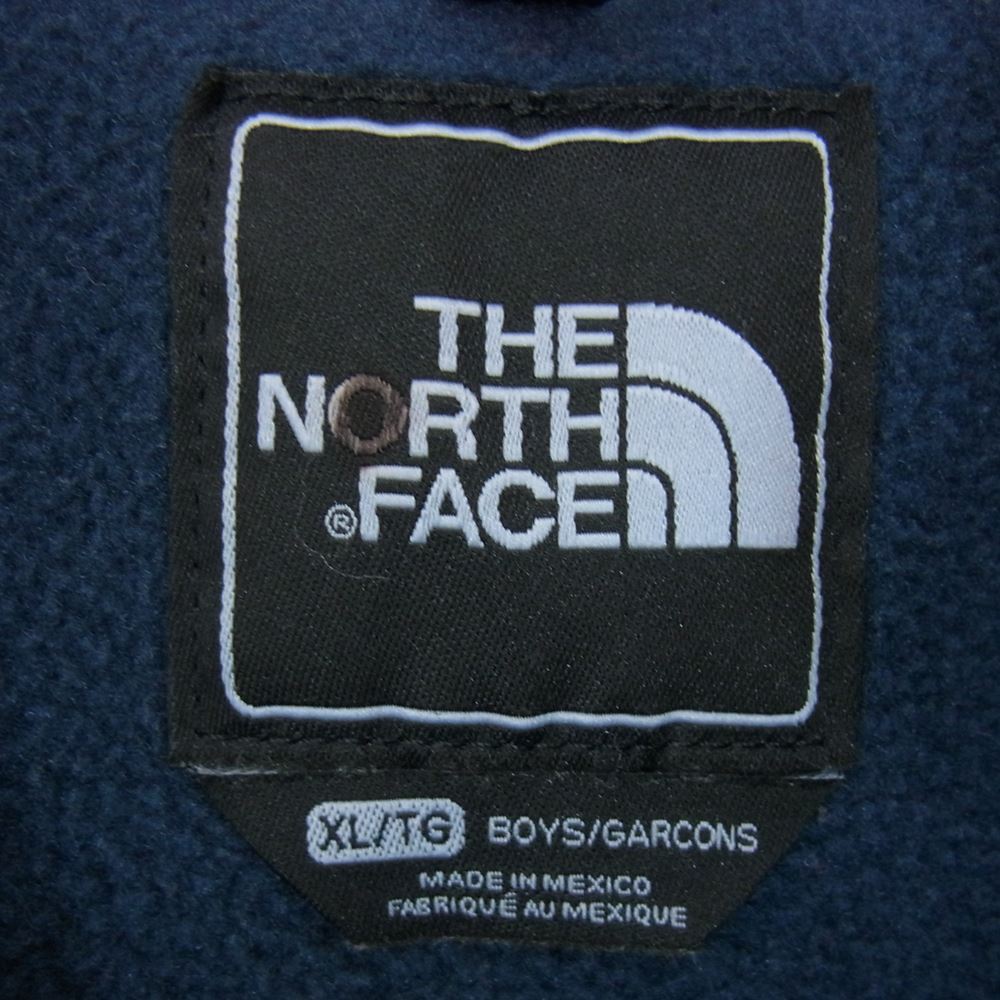 THE
NORTH
®FACE
XL/TG BOYS/GARCONS
MADE IN MEXICO
FABRIQUÉ AU MEXIQUE